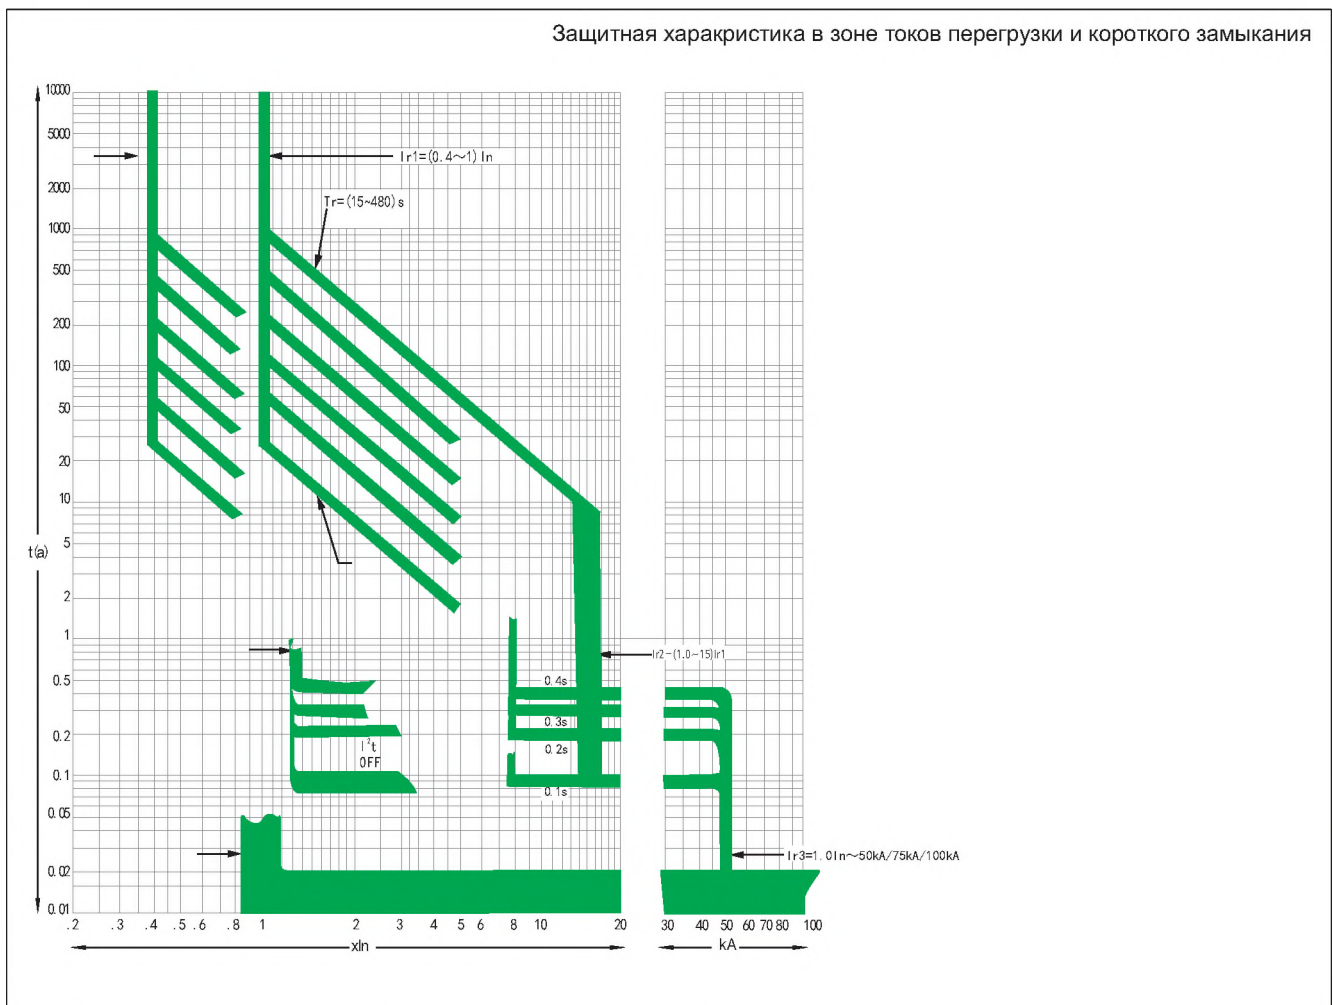 Защитная харакристика в зоне токов перегрузки и короткого замыкания
10000
5000
2000
1000
500
200
100
50
20
10
5
2
1
0.5
0.2
0.1
0.05
0.02
0.01
t(a)
Ir1=(0.4~1) In
Tr=(15~480)s
Ir2-(1.0~15)Ir1
0.4s
0.3s
0.2s
0.1s
I²t
OFF
Ir3=1.0In~50kA/75kA/100kA
.2 .3 .4 .5 .6 .8 1 2 3 4 5 6 8 10 20 30 40 50 60 70 80 100
xIn kA